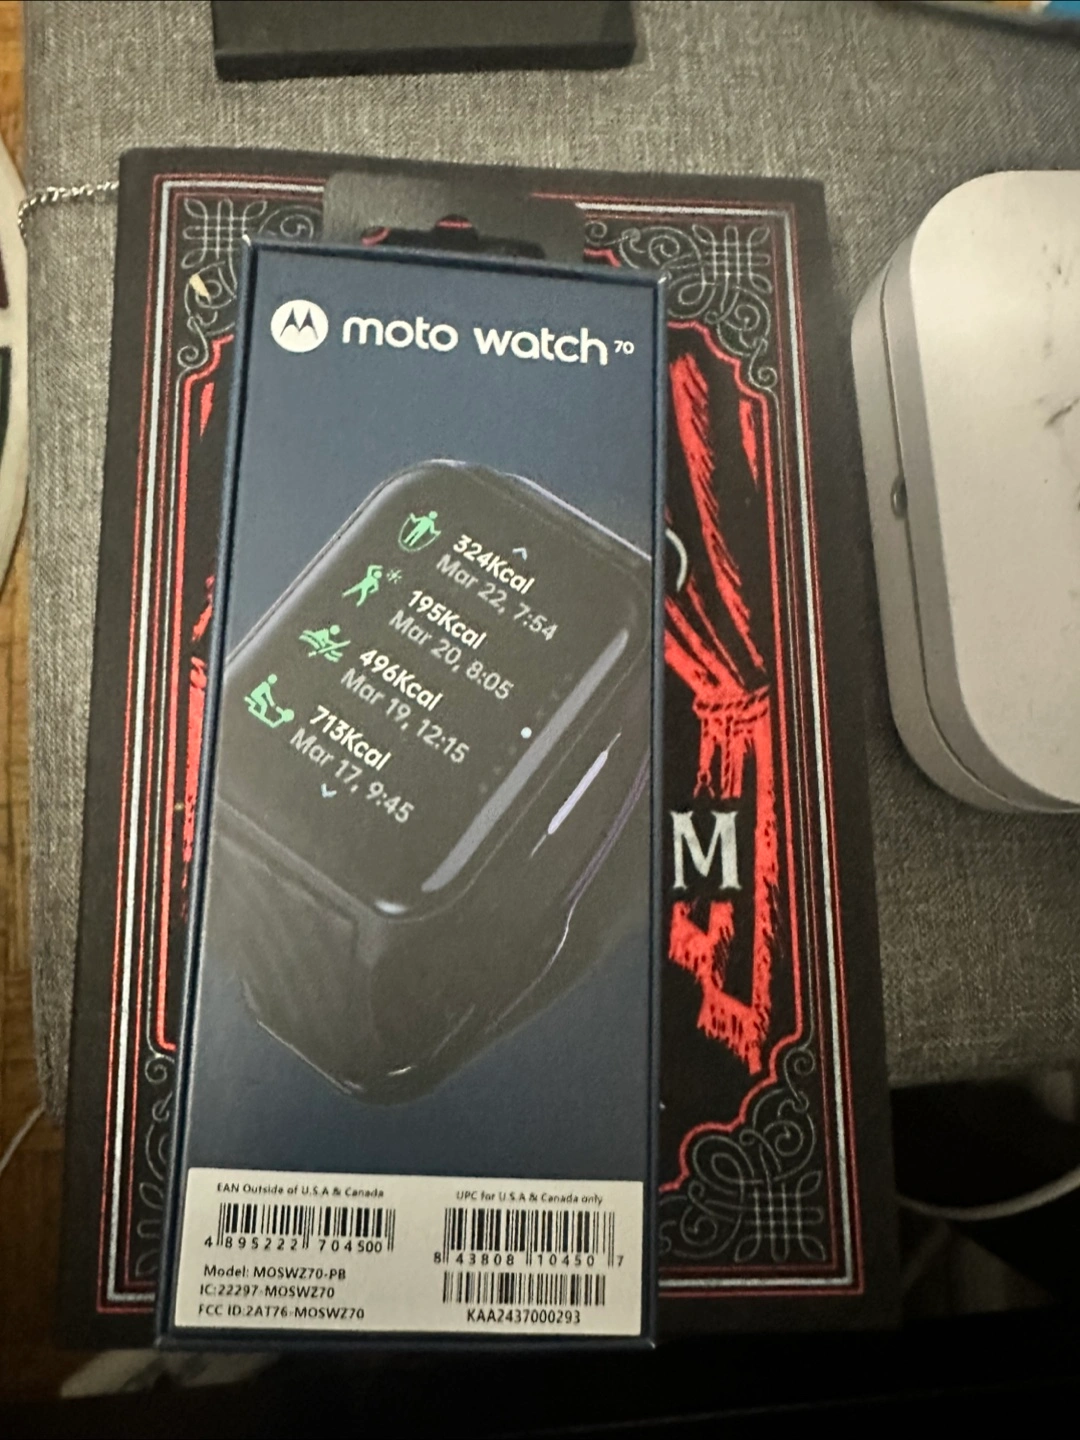 moto watch 70
324Kcal
Mar 22, 7:54
195Kcal
Mar 20, 8:05
496Kcal
Mar 19, 12:15
713Kcal
Mar 17, 9:45
M
EAN Outside of U.S.A & Canada
4 895222 704500
UPC for U.S.A & Canada only
8 43808 10450 7
Model: MOSWZ70-PB
IC:22297-MOSWZ70
FCC ID:2AT76-MOSWZ70
KAA2437000293